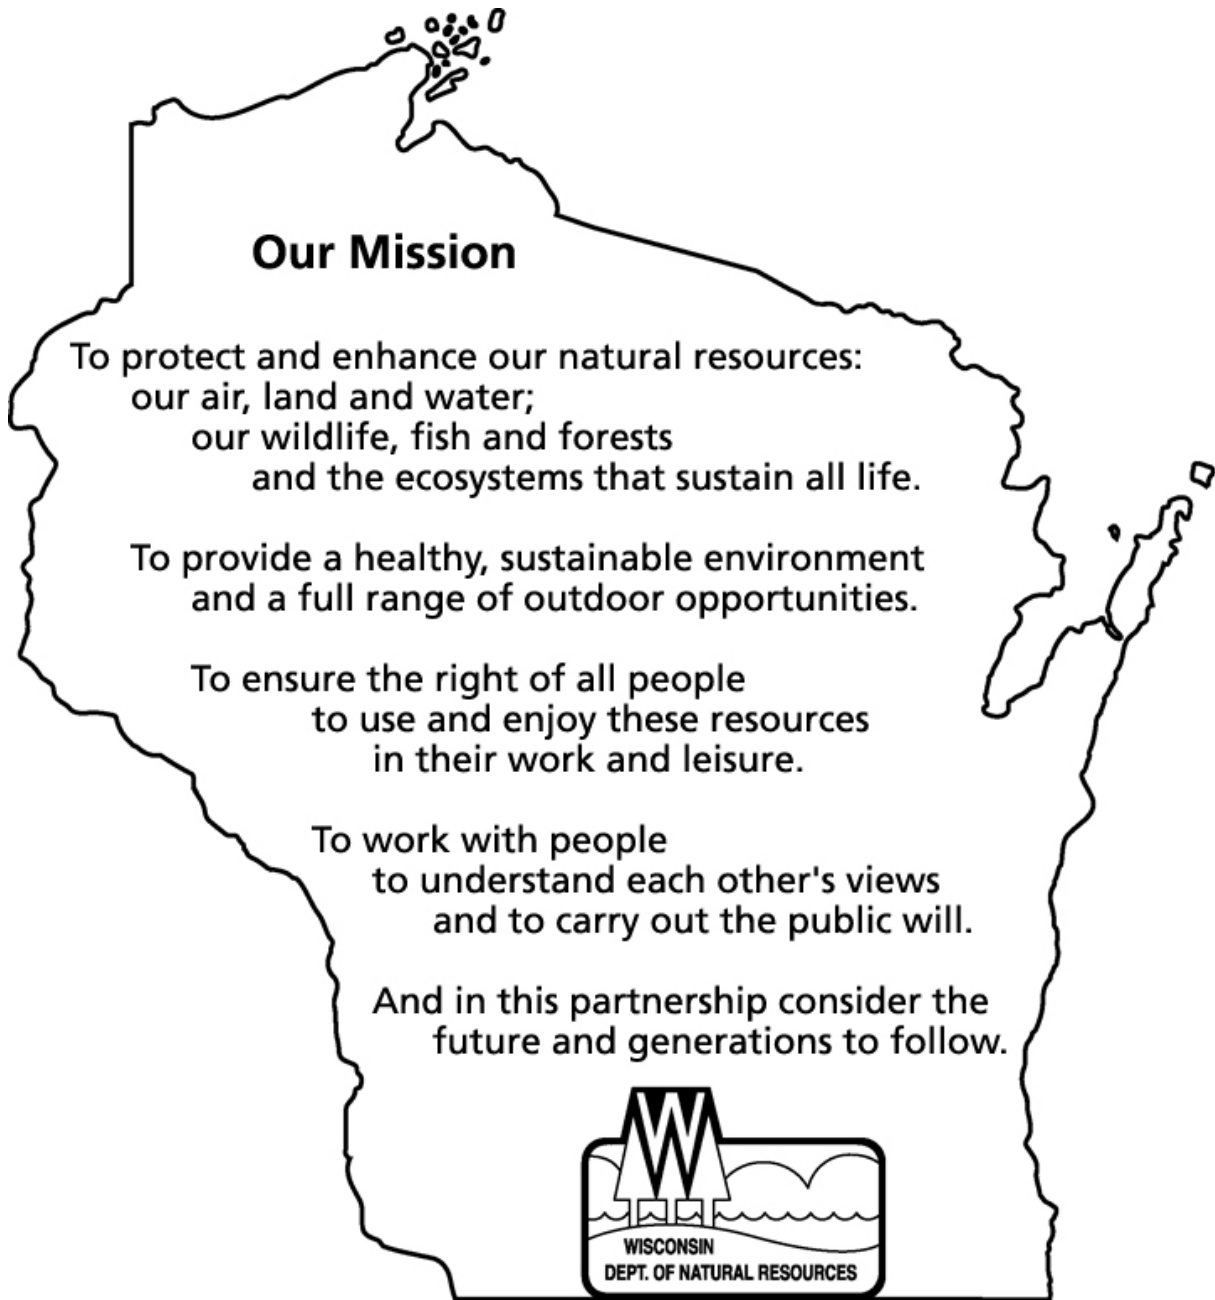 Our Mission
To protect and enhance our natural resources:
our air, land and water;
our wildlife, fish and forests
and the ecosystems that sustain all life.
To provide a healthy, sustainable environment
and a full range of outdoor opportunities.
To ensure the right of all people
to use and enjoy these resources
in their work and leisure.
To work with people
to understand each other's views
and to carry out the public will.
And in this partnership consider the
future and generations to follow.
W
WISCONSIN
DEPT. OF NATURAL RESOURCES